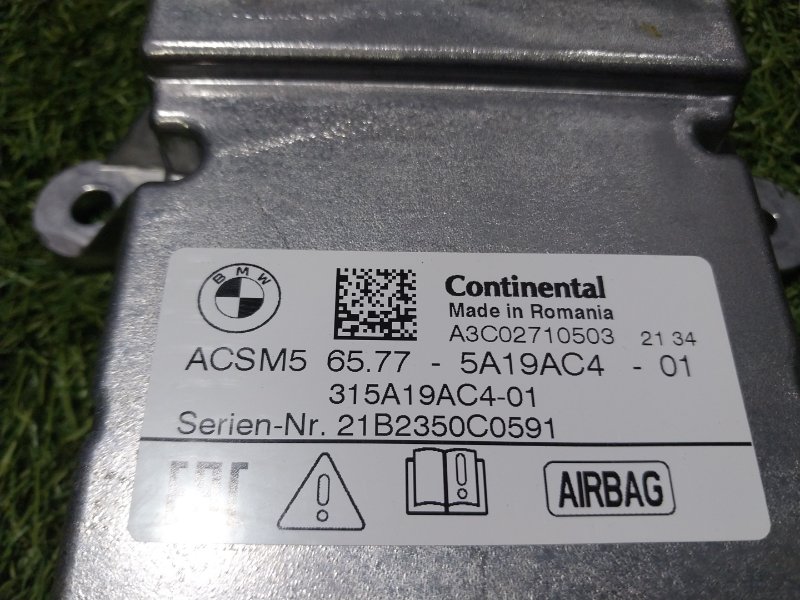 BMW
Continental
Made in Romania
A3C02710503 21 34
ACSM5 65.77 - 5A19AC4 - 01
315A19AC4-01
Serien-Nr. 21B2350C0591
EAC
AIRBAG